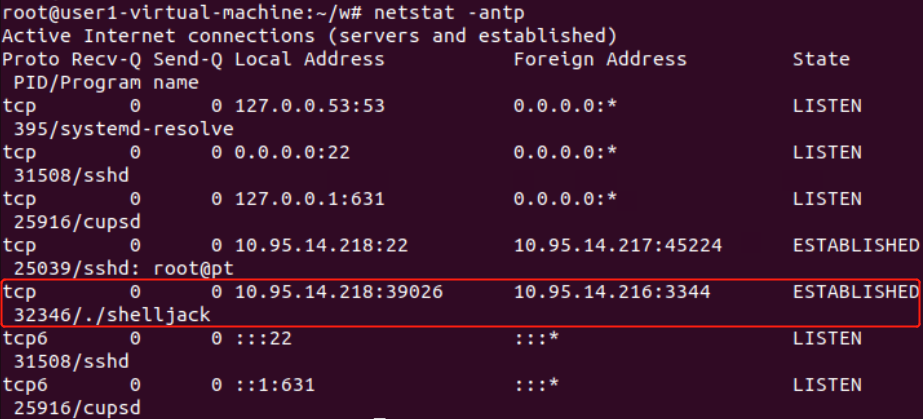 root@user1-virtual-machine:~/w# netstat -antp
Active Internet connections (servers and established)
Proto Recv-Q Send-Q Local Address           Foreign Address         State
 PID/Program name
tcp        0      0 127.0.0.53:53           0.0.0.0:*               LISTEN
 395/systemd-resolve
tcp        0      0 0.0.0.0:22              0.0.0.0:*               LISTEN
 31508/sshd
tcp        0      0 127.0.0.1:631           0.0.0.0:*               LISTEN
 25916/cupsd
tcp        0      0 10.95.14.218:22         10.95.14.217:45224      ESTABLISHED
 25039/sshd: root@pt
tcp        0      0 10.95.14.218:39026      10.95.14.216:3344       ESTABLISHED
 32346/./shelljack
tcp6       0      0 :::22                   :::*                    LISTEN
 31508/sshd
tcp6       0      0 ::1:631                 :::*                    LISTEN
 25916/cupsd